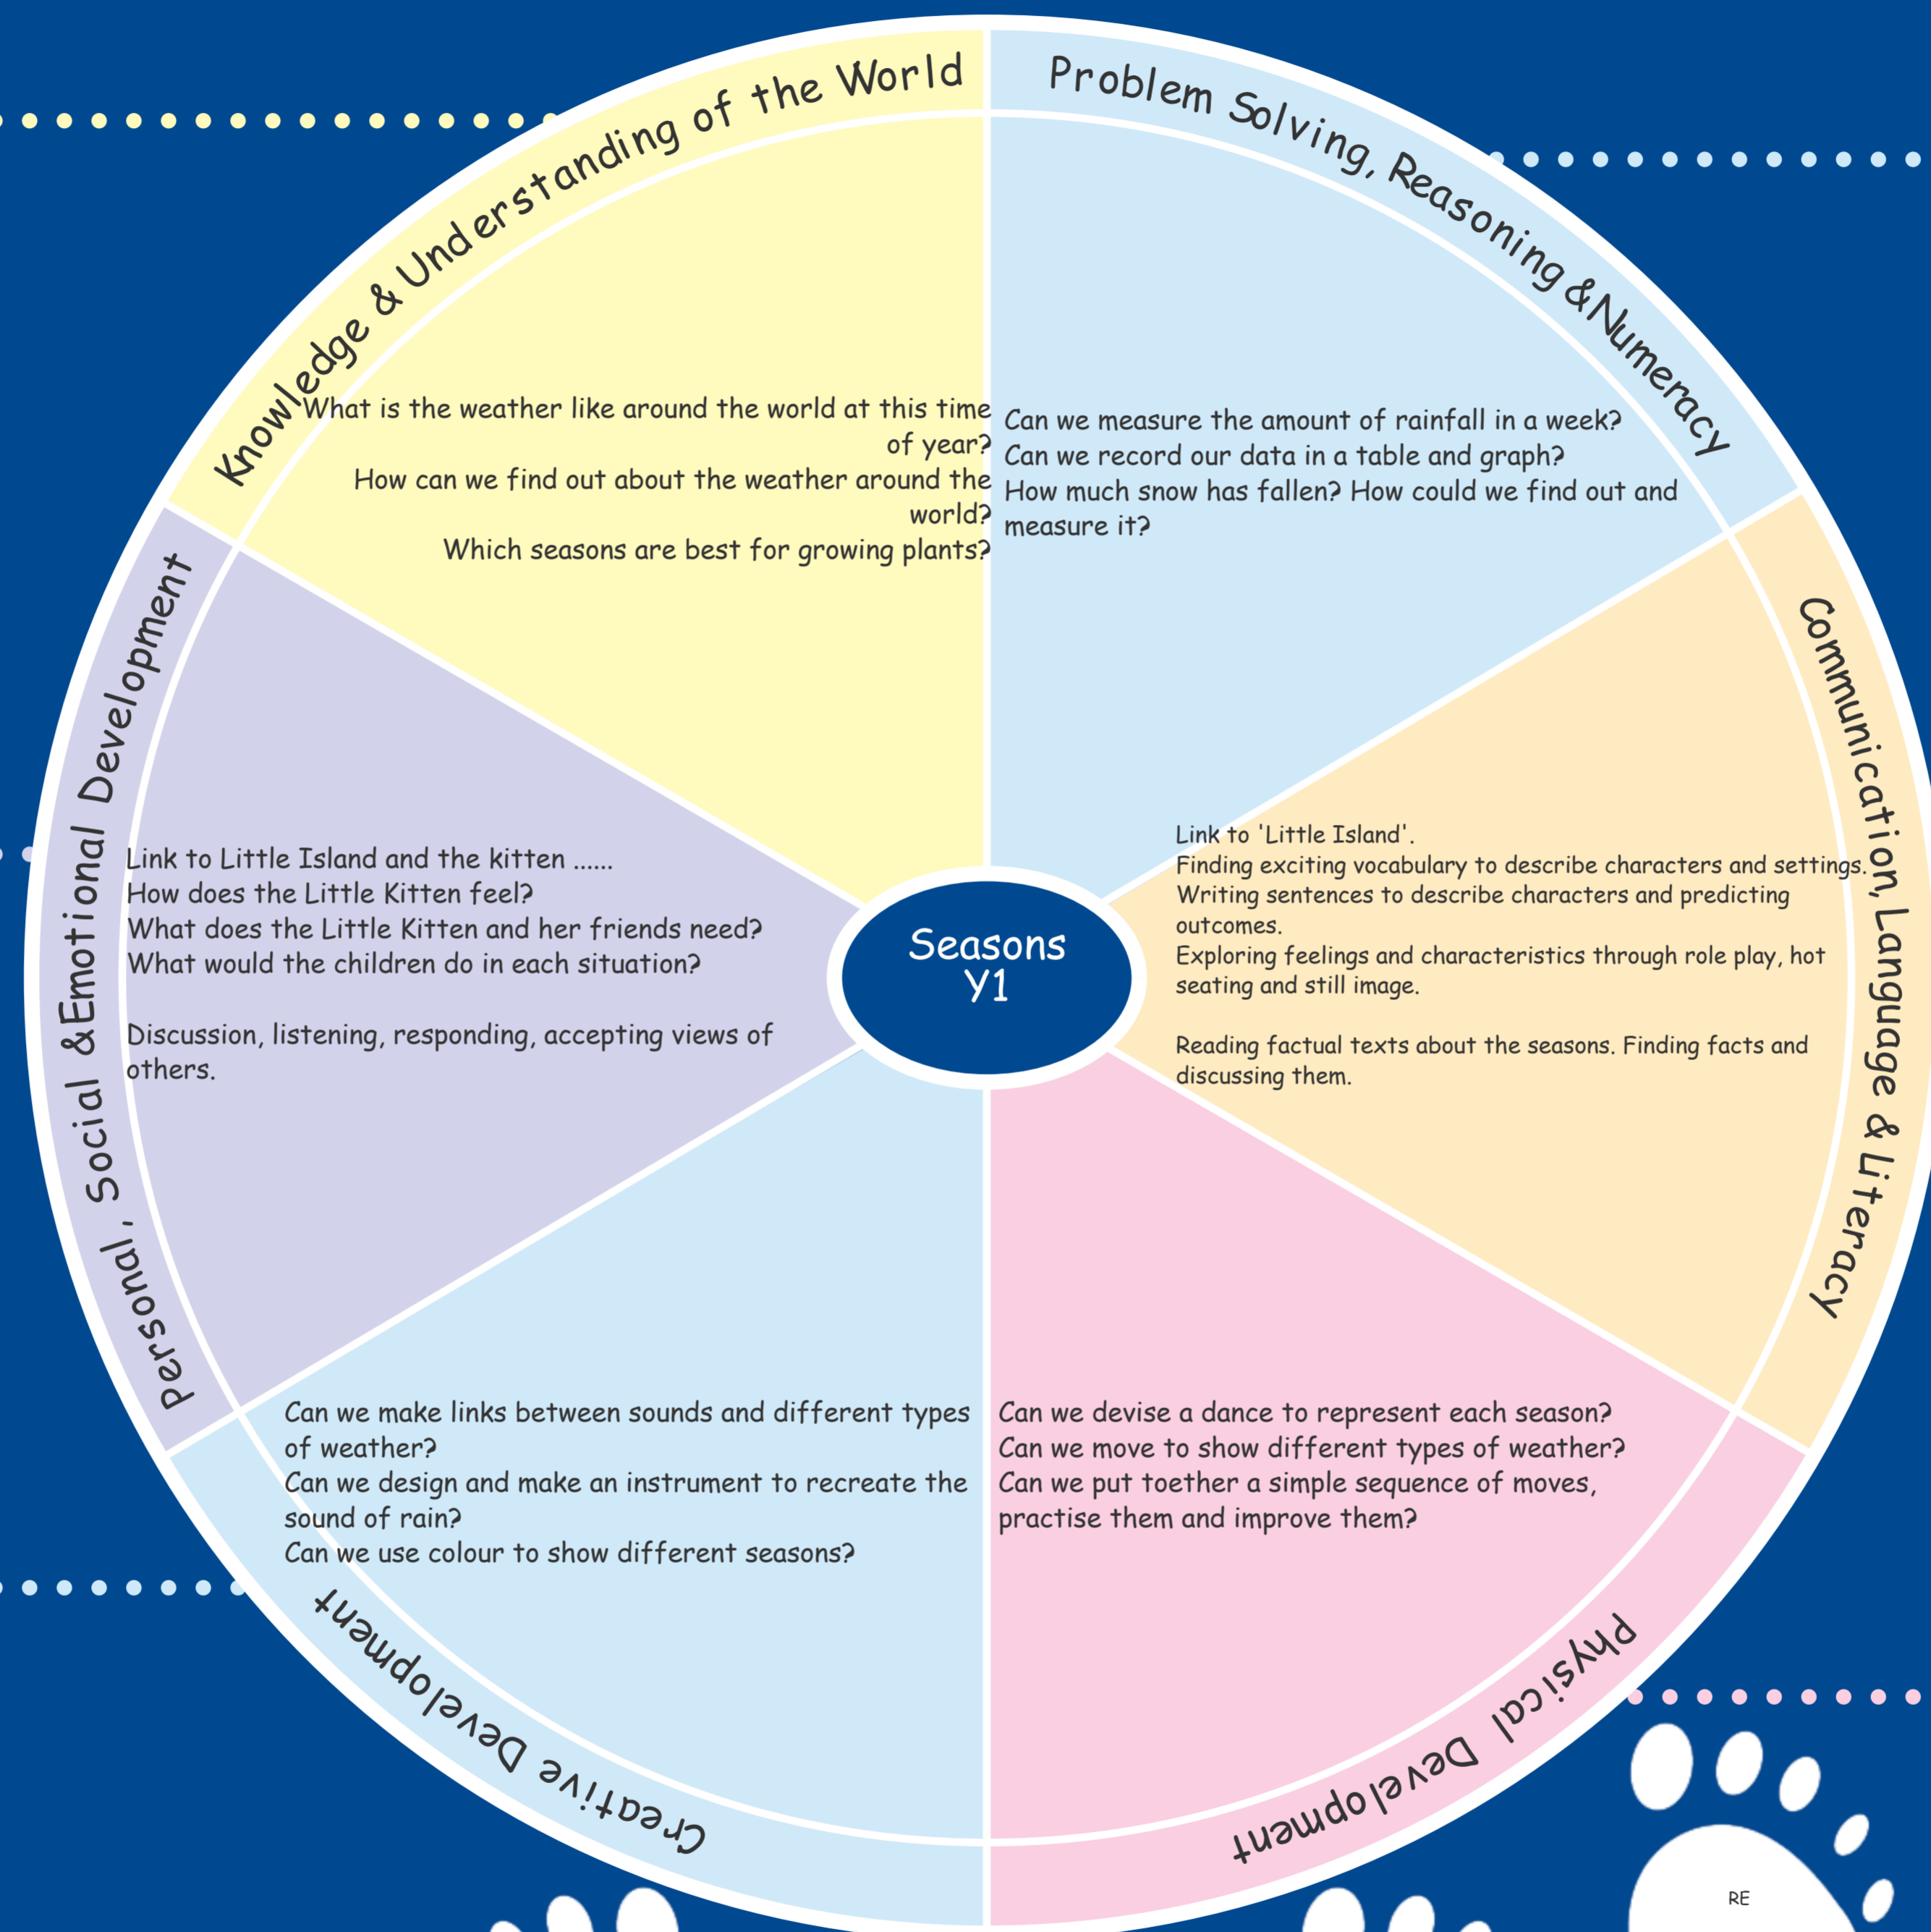 Knowledge & Understanding of the World
What is the weather like around the world at this time
of year?
How can we find out about the weather around the
world?
Which seasons are best for growing plants?
Problem Solving, Reasoning &Numeracy
Can we measure the amount of rainfall in a week?
Can we record our data in a table and graph?
How much snow has fallen? How could we find out and
measure it?
Communication, Language & Literacy
Link to 'Little Island'.
Finding exciting vocabulary to describe characters and settings.
Writing sentences to describe characters and predicting
outcomes.
Exploring feelings and characteristics through role play, hot
seating and still image.
Reading factual texts about the seasons. Finding facts and
discussing them.
Personal, Social &Emotional Development
Link to Little Island and the kitten ......
How does the Little Kitten feel?
What does the Little Kitten and her friends need?
What would the children do in each situation?
Discussion, listening, responding, accepting views of
others.
Seasons
Y1
Can we make links between sounds and different types
of weather?
Can we design and make an instrument to recreate the
sound of rain?
Can we use colour to show different seasons?
Creative Development
Can we devise a dance to represent each season?
Can we move to show different types of weather?
Can we put toether a simple sequence of moves,
practise them and improve them?
Physical Development
RE